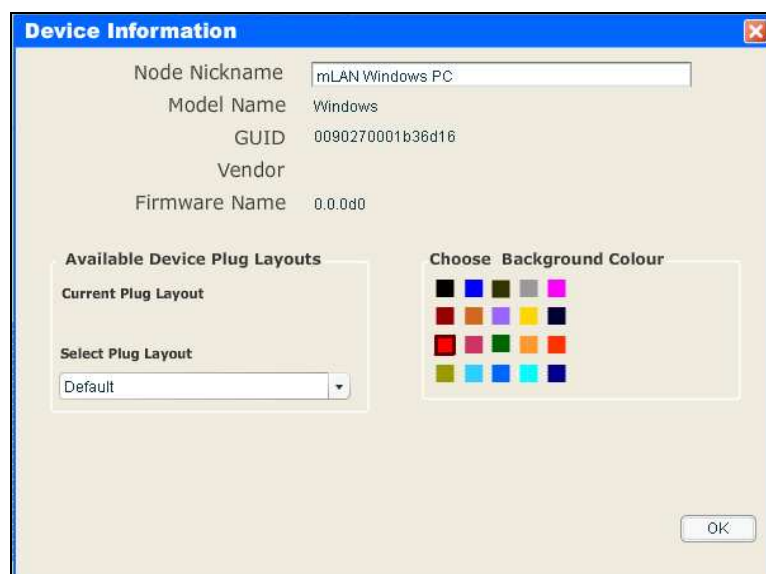 Device Information
Node Nickname mLAN Windows PC
Model Name Windows
GUID 0090270001b36d16
Vendor
Firmware Name 0.0.0d0
Available Device Plug Layouts
Current Plug Layout
Select Plug Layout
Default
Choose Background Colour
OK